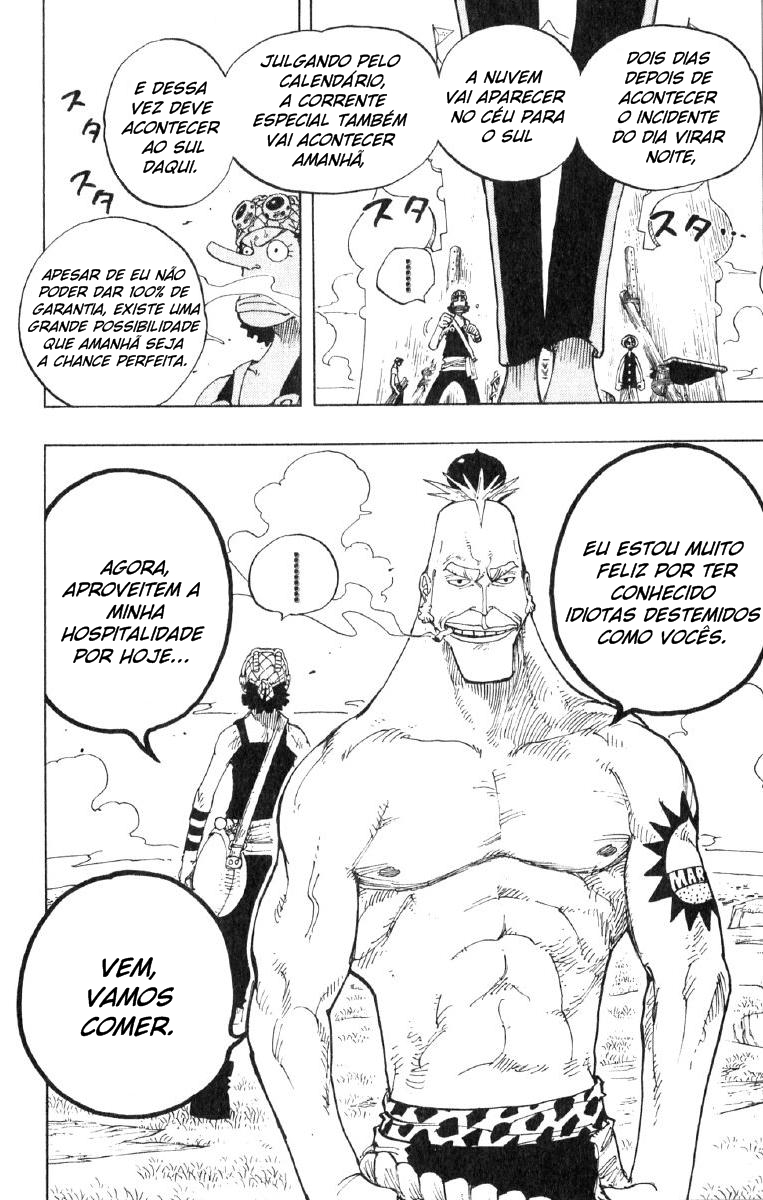 DOIS DIAS
DEPOIS DE
ACONTECER
O INCIDENTE
DO DIA VIRAR
NOITE,
A NUVEM
VAI APARECER
NO CÉU PARA
O SUL
JULGANDO PELO
CALENDÁRIO,
A CORRENTE
ESPECIAL TAMBÉM
VAI ACONTECER
AMANHÃ,
E DESSA
VEZ DEVE
ACONTECER
AO SUL
DAQUI.
スタ...
スタ
スタ
スタ
APESAR DE EU NÃO
PODER DAR 100% DE
GARANTIA, EXISTE UMA
GRANDE POSSIBILIDADE
QUE AMANHÃ SEJA
A CHANCE PERFEITA.
EU ESTOU MUITO
FELIZ POR TER
CONHECIDO
IDIOTAS DESTEMIDOS
COMO VOCÊS.
AGORA,
APROVEITEM A
MINHA
HOSPITALIDADE
POR HOJE...
MAR
VEM,
VAMOS
COMER.